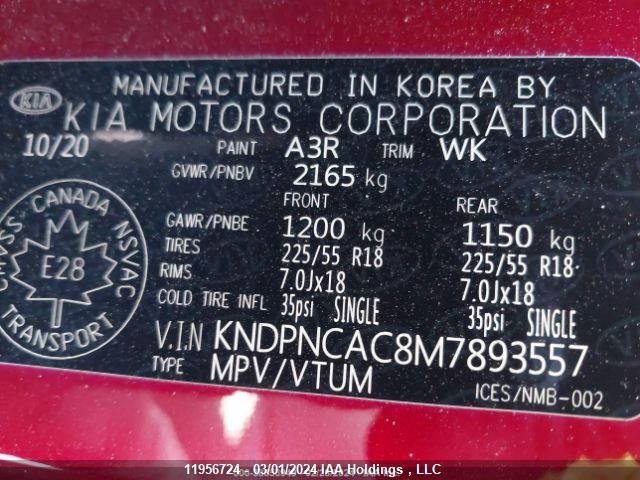 KIA
MANUFACTURED IN KOREA BY
KIA MOTORS CORPORATION
10/20 PAINT A3R TRIM WK
GVWR/PNBV 2165 kg
FRONT REAR
GAWR/PNBE 1200 kg 1150 kg
TIRES 225/55 R18 225/55 R18
RIMS 7.0Jx18 7.0Jx18
COLD TIRE INFL 35psi SINGLE 35psi SINGLE
V.I.N KNDPNCAC8M7893557
TYPE MPV/VTUM
ICES/NMB-002
CANADA
CMVSS NSVAC
E28
TRANSPORT
11956724 - 03/01/2024 IAA Holdings , LLC